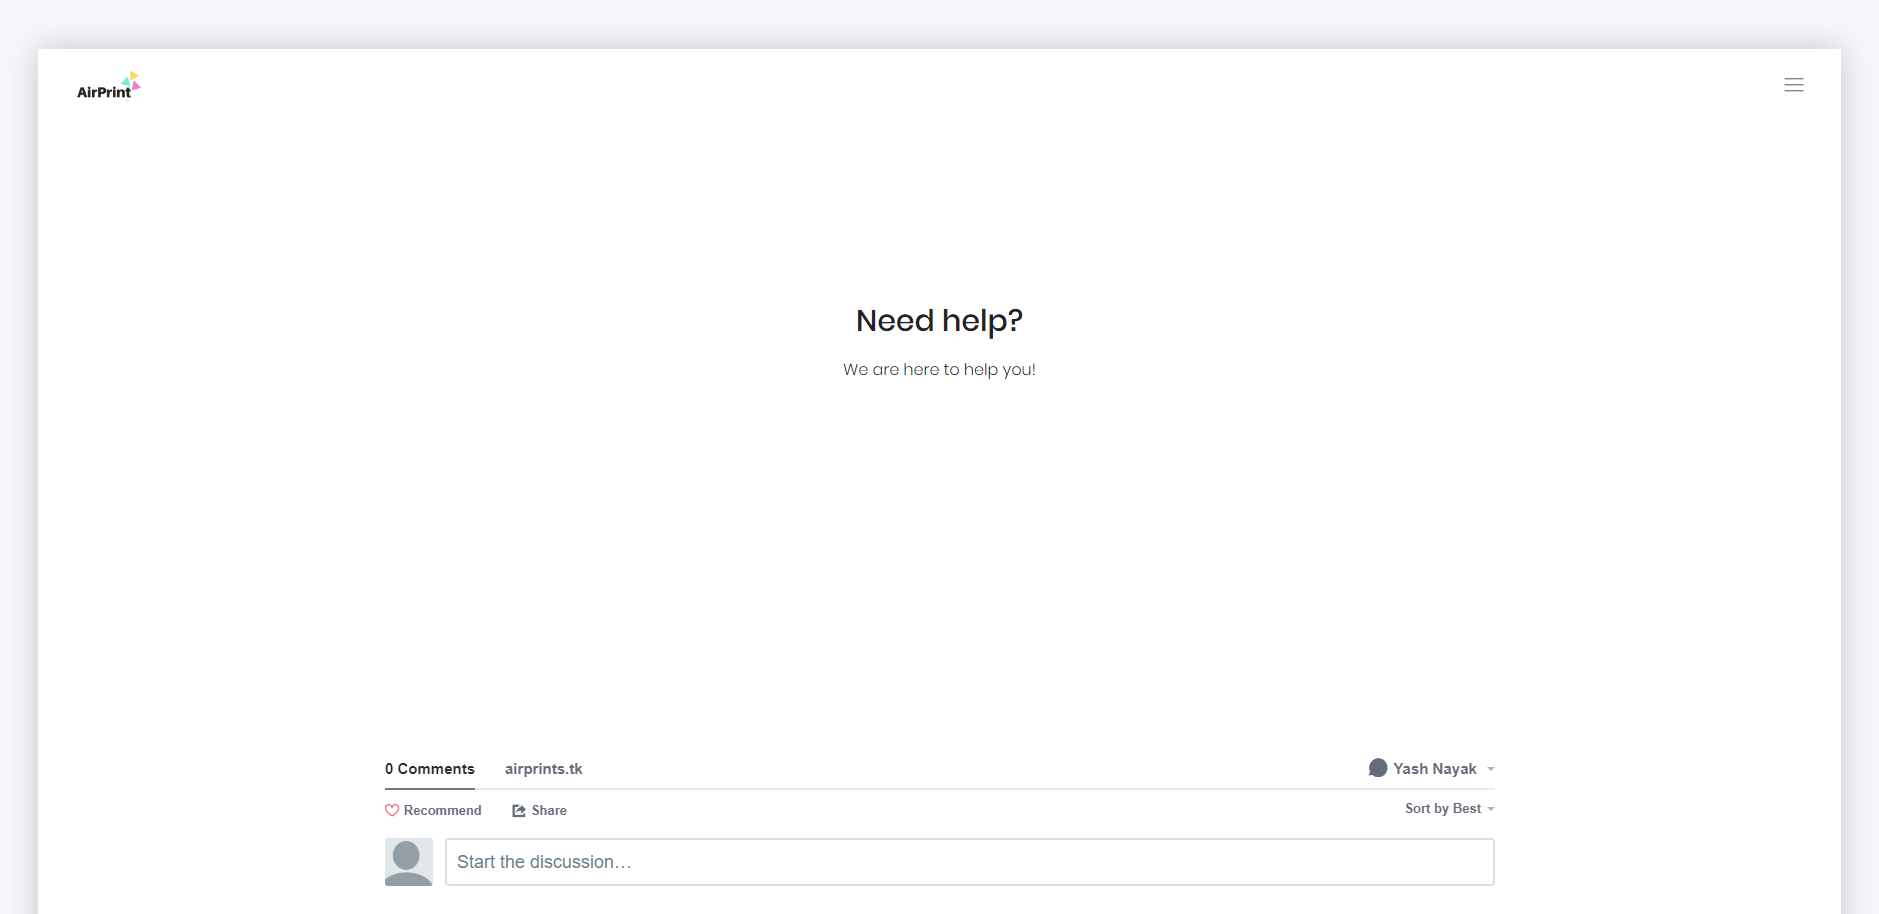 AirPrint
Need help?
We are here to help you!
0 Comments airprints.tk Yash Nayak
Recommend Share Sort by Best
Start the discussion…